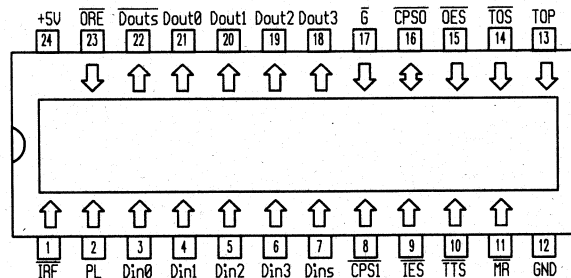 +5V ORE Douts Dout0 Dout1 Dout2 Dout3 G CPSO OES TOS TOP
24 23 22 21 20 19 18 17 16 15 14 13
1 2 3 4 5 6 7 8 9 10 11 12
IRF PL Din0 Din1 Din2 Din3 Dins CPSI IES TTS MR GND